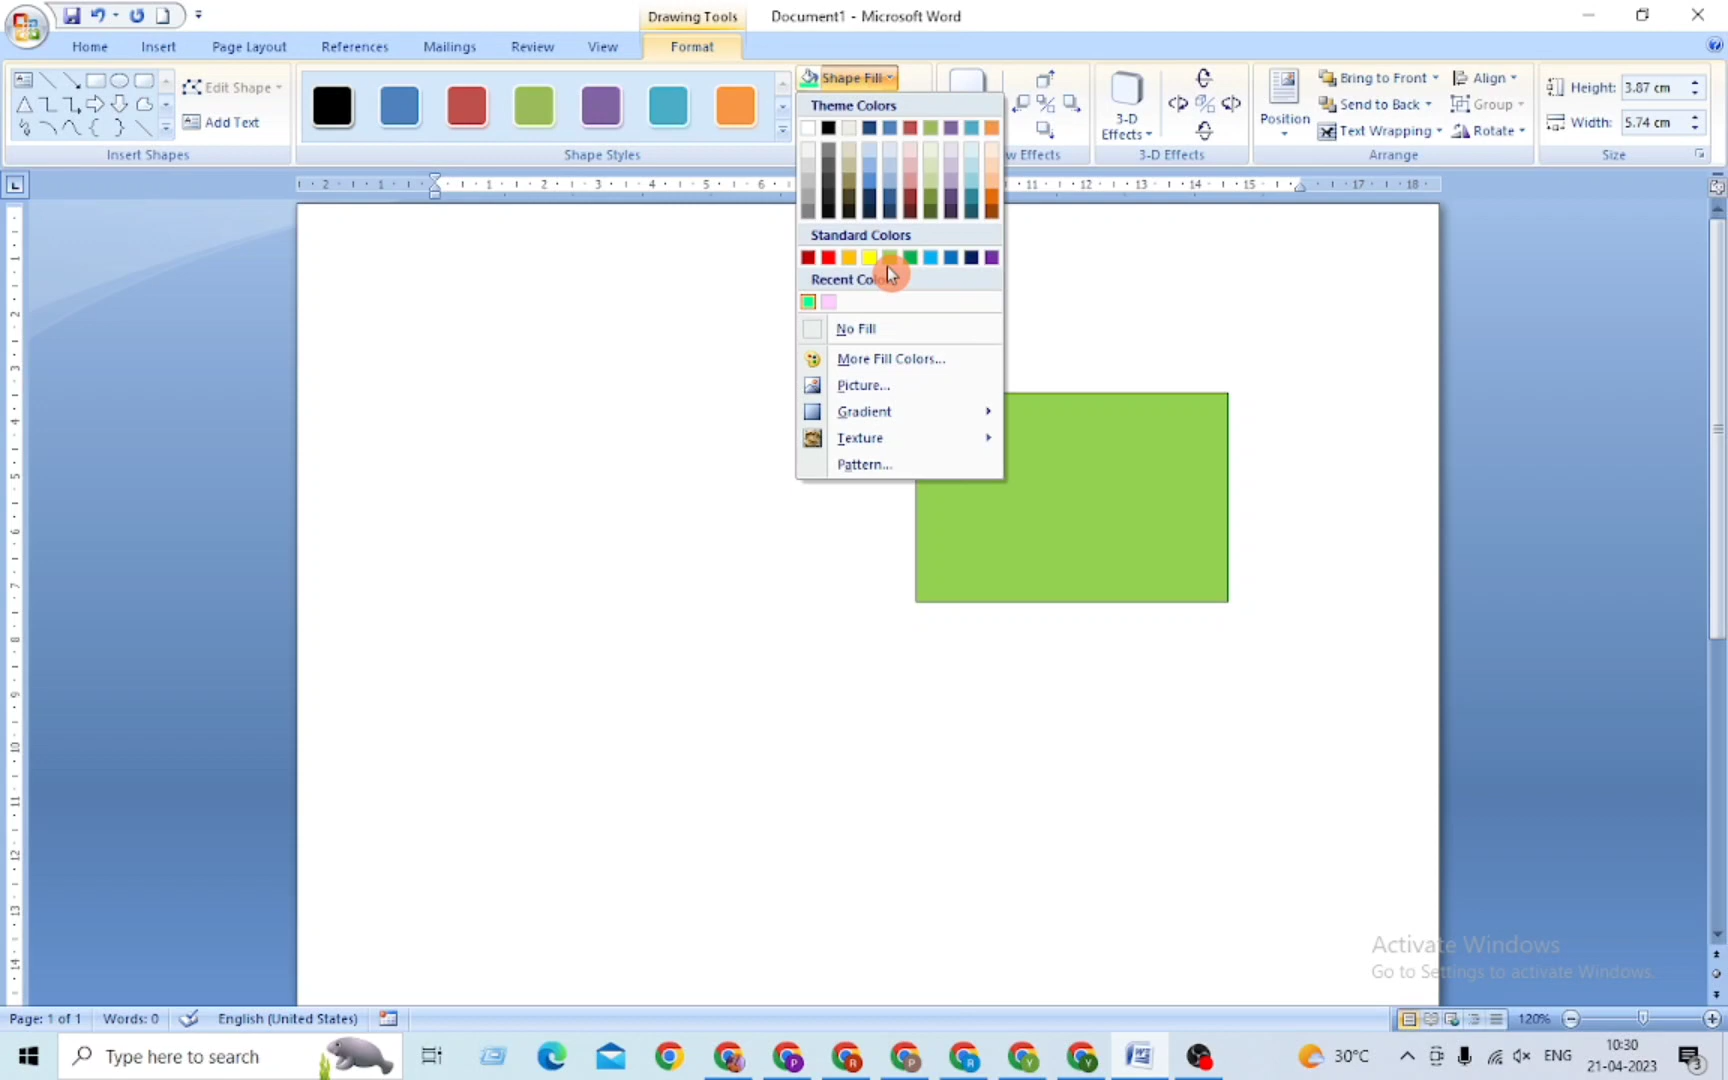 Drawing Tools
Document1 - Microsoft Word
Home Insert Page Layout References Mailings Review View Format
Edit Shape
Add Text
Insert Shapes
Shape Styles
Shape Fill
w Effects
3-D
Effects
3-D Effects
Position
Bring to Front
Send to Back
Text Wrapping
Align
Group
Rotate
Arrange
Height: 3.87 cm
Width: 5.74 cm
Size
Theme Colors
Standard Colors
Recent Col
No Fill
More Fill Colors...
Picture...
Gradient
Texture
Pattern...
Activate Windows
Go to Settings to activate Windows.
Page: 1 of 1 Words: 0 English (United States) 120%
Type here to search
30°C
ENG
10:30
21-04-2023
3